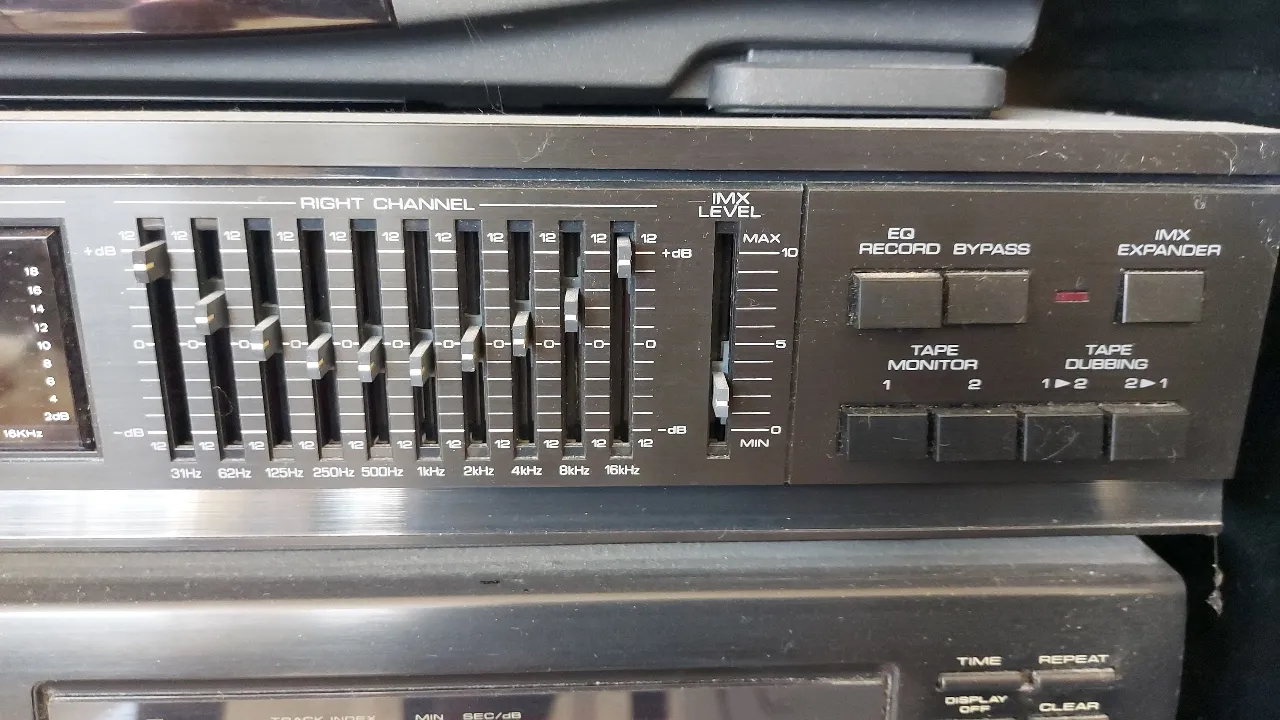 RIGHT CHANNEL
IMX
LEVEL
12 12 12 12 12 12 12 12 12 12 12
+dB
+dB
MAX
10
EQ
RECORD
BYPASS
IMX
EXPANDER
18
16
14
12
10
8
6
4
2dB
16KHz
0 0 0 0 0 0 0 0 0 0 0
5
-dB
-dB
0
MIN
12 12 12 12 12 12 12 12 12 12 12
31Hz 62Hz 125Hz 250Hz 500Hz 1kHz 2kHz 4kHz 8kHz 16kHz
TAPE
MONITOR
1 2
TAPE
DUBBING
1▶2 2▶1
TIME REPEAT
DISPLAY
OFF
CLEAR
TRACK INDEX MIN SEC/dB